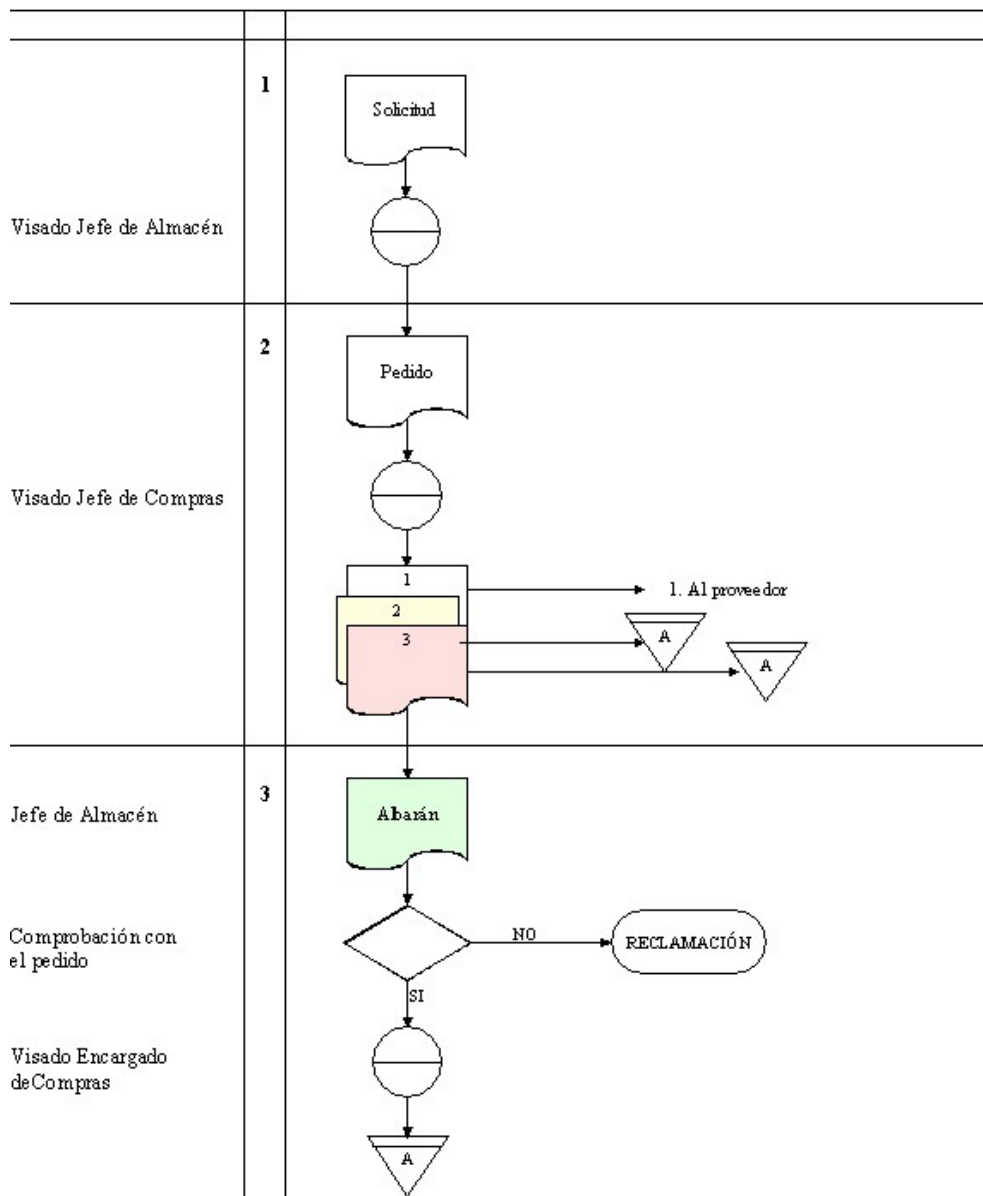 1
Solicitud
Visado Jefe de Almacén
2
Pedido
Visado Jefe de Compras
1
1. Al proveedor
2
3
A
A
3
Jefe de Almacén
Albarán
Comprobación con
el pedido
NO
RECLAMACIÓN
SI
Visado Encargado
deCompras
A